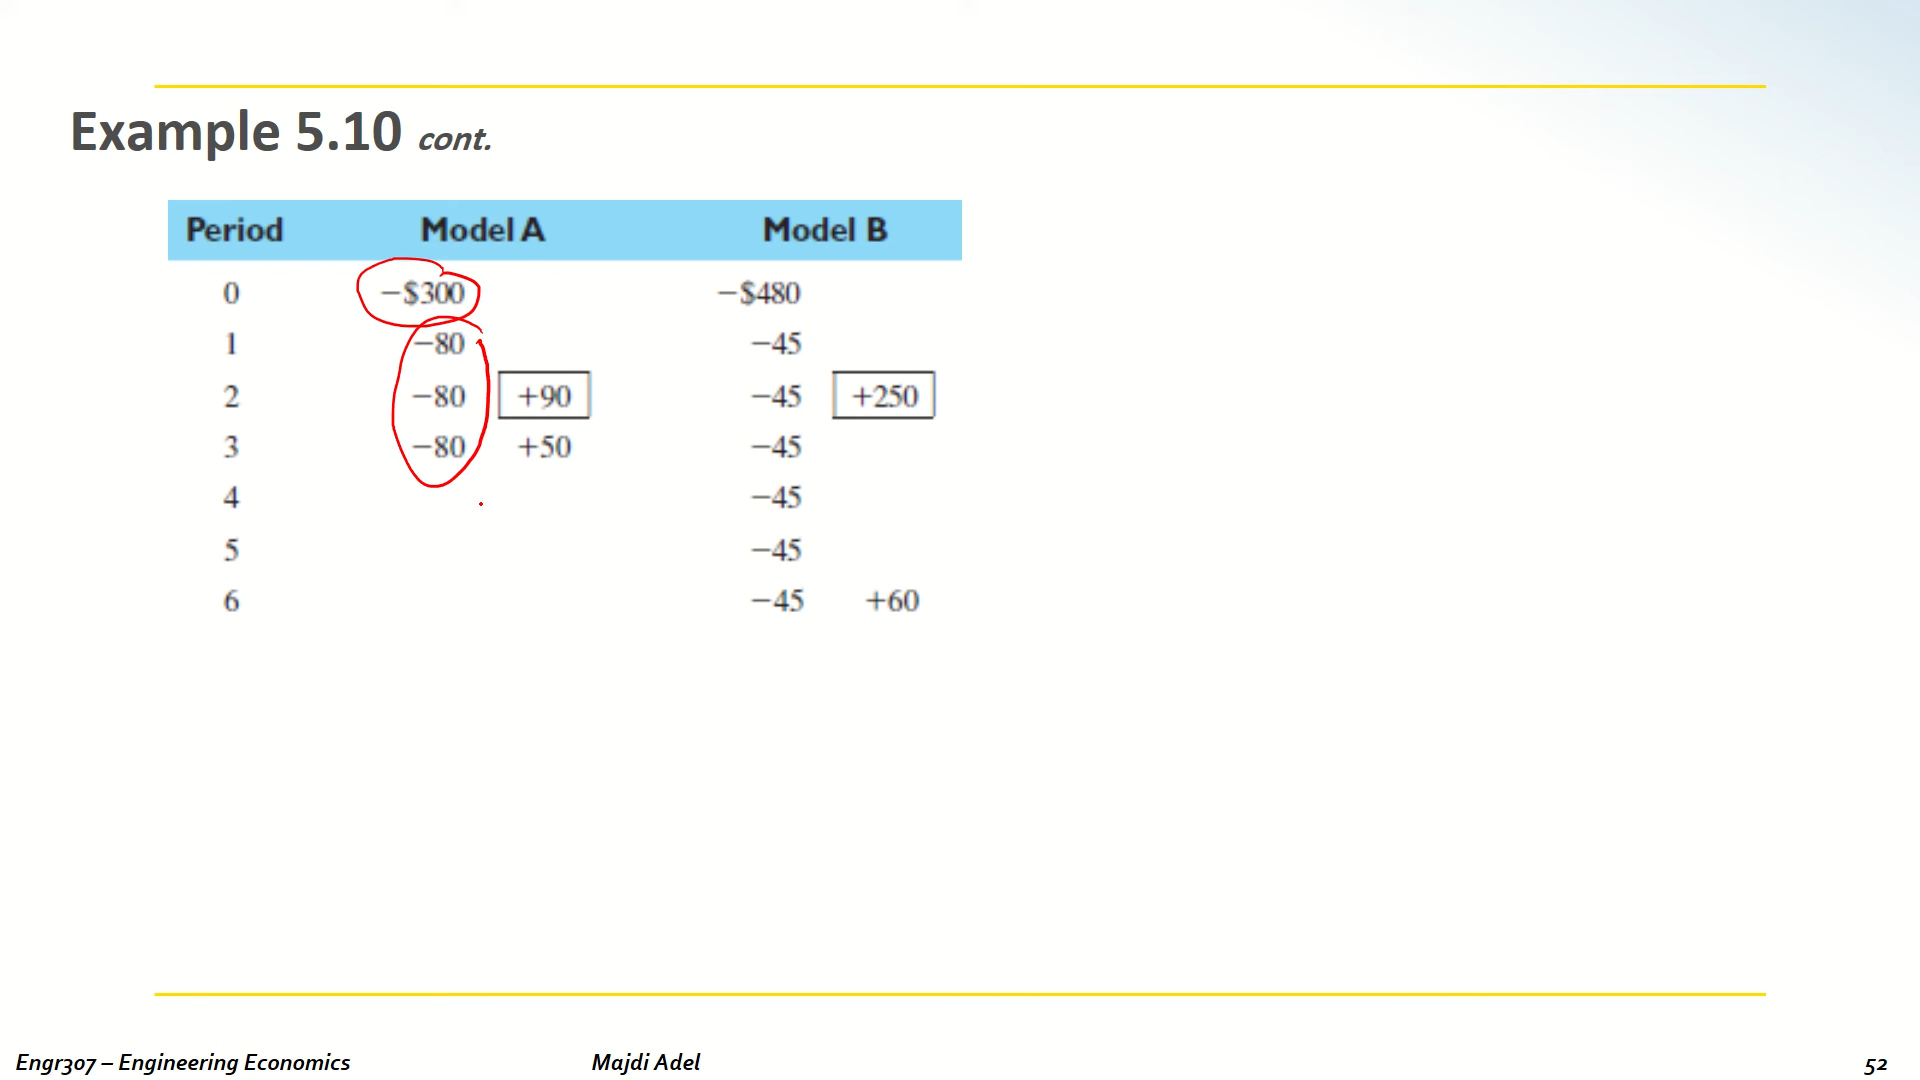 Example 5.10 cont.
Period Model A Model B
0 −$300 −$480
1 −80 −45
2 −80 +90 −45 +250
3 −80 +50 −45
4 −45
5 −45
6 −45 +60
Engr307 – Engineering Economics Majdi Adel 52